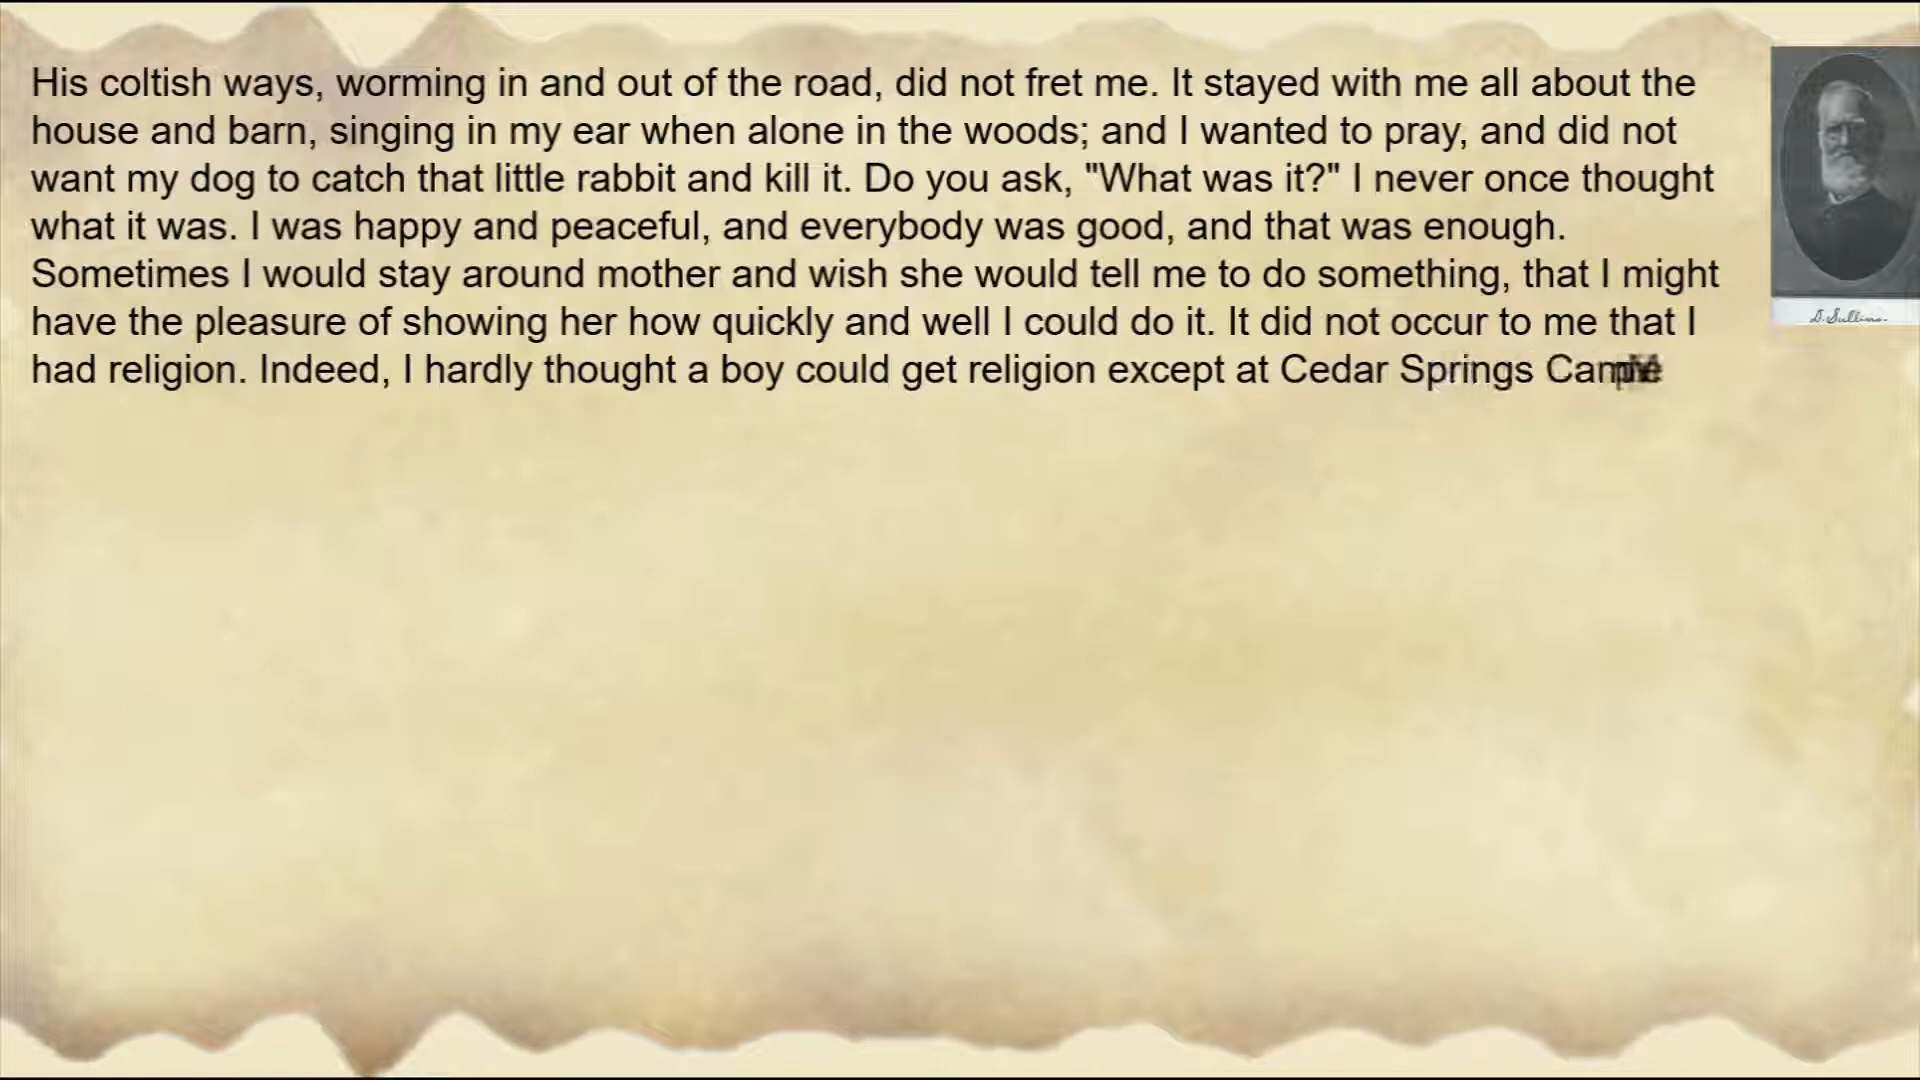 His coltish ways, worming in and out of the road, did not fret me. It stayed with me all about the
house and barn, singing in my ear when alone in the woods; and I wanted to pray, and did not
want my dog to catch that little rabbit and kill it. Do you ask, "What was it?" I never once thought
what it was. I was happy and peaceful, and everybody was good, and that was enough.
Sometimes I would stay around mother and wish she would tell me to do something, that I might
have the pleasure of showing her how quickly and well I could do it. It did not occur to me that I
had religion. Indeed, I hardly thought a boy could get religion except at Cedar Springs
D. Sullins.